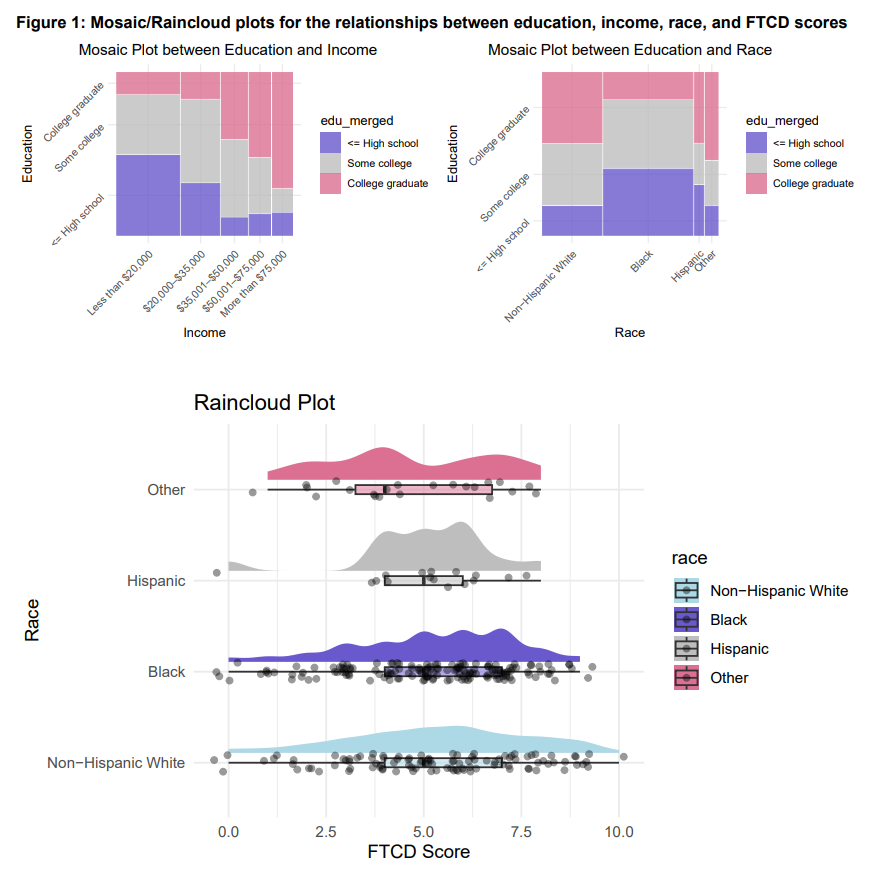 Figure 1: Mosaic/Raincloud plots for the relationships between education, income, race, and FTCD scores
Mosaic Plot between Education and Income
College graduate
Some college
<= High school
Education
Less than $20,000
$20,000–$35,000
$35,001–$50,000
$50,001–$75,000
More than $75,000
Income
edu_merged
<= High school
Some college
College graduate
Mosaic Plot between Education and Race
College graduate
Some college
<= High school
Education
Non−Hispanic White
Black
Hispanic
Other
Race
edu_merged
<= High school
Some college
College graduate
Raincloud Plot
Other
Hispanic
Black
Non−Hispanic White
Race
0.0
2.5
5.0
7.5
10.0
FTCD Score
race
Non−Hispanic White
Black
Hispanic
Other